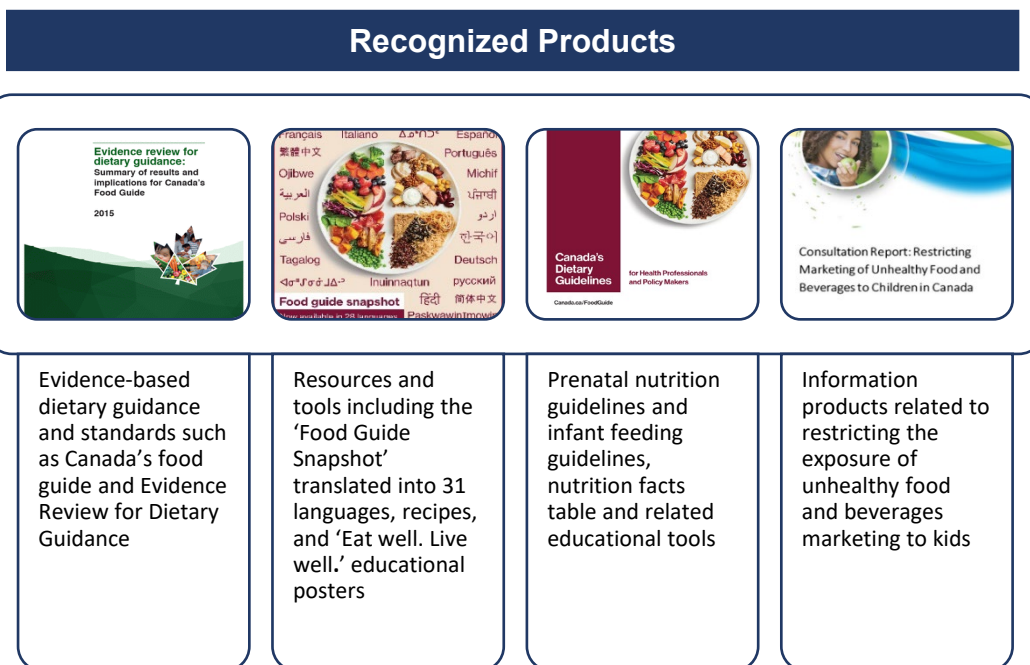 Recognized Products
Evidence review for
dietary guidance:
Summary of results and
implications for Canada's
Food Guide
2015
Français Italiano ᐃᓄᒃᑎᑐᑦ Español
繁體中文 Português
Ojibwe Michif
العربية ਪੰਜਾਬੀ
Polski اردو
فارسی 한국어
Tagalog Deutsch
Inuinnaqtun русский
Food guide snapshot हिंदी 简体中文
Now available in 28 languages
Canada's
Dietary
Guidelines
for Health Professionals
and Policy Makers
Canada.ca/FoodGuide
Consultation Report: Restricting
Marketing of Unhealthy Food and
Beverages to Children in Canada
Evidence-based
dietary guidance
and standards such
as Canada's food
guide and Evidence
Review for Dietary
Guidance
Resources and
tools including the
‘Food Guide
Snapshot’
translated into 31
languages, recipes,
and ‘Eat well. Live
well.’ educational
posters
Prenatal nutrition
guidelines and
infant feeding
guidelines,
nutrition facts
table and related
educational tools
Information
products related to
restricting the
exposure of
unhealthy food
and beverages
marketing to kids